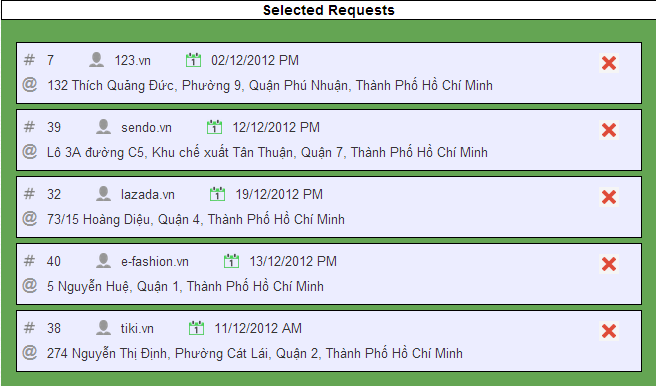 Selected Requests
# 7 123.vn 02/12/2012 PM
@ 132 Thích Quảng Đức, Phường 9, Quận Phú Nhuận, Thành Phố Hồ Chí Minh
# 39 sendo.vn 12/12/2012 PM
@ Lô 3A đường C5, Khu chế xuất Tân Thuận, Quận 7, Thành Phố Hồ Chí Minh
# 32 lazada.vn 19/12/2012 PM
@ 73/15 Hoàng Diệu, Quận 4, Thành Phố Hồ Chí Minh
# 40 e-fashion.vn 13/12/2012 PM
@ 5 Nguyễn Huệ, Quận 1, Thành Phố Hồ Chí Minh
# 38 tiki.vn 11/12/2012 AM
@ 274 Nguyễn Thị Định, Phường Cát Lái, Quận 2, Thành Phố Hồ Chí Minh